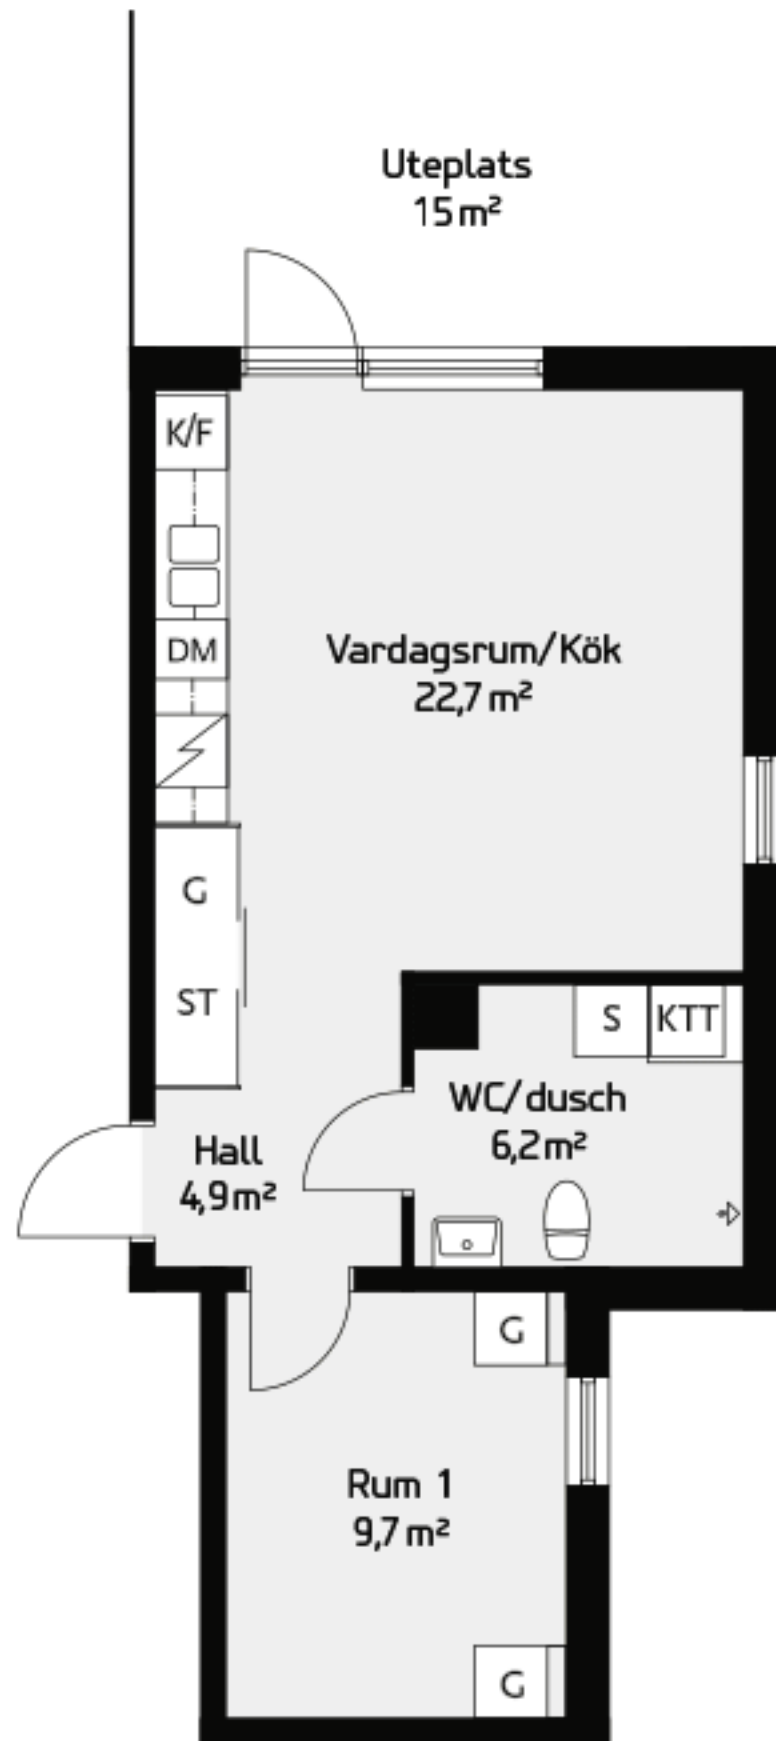 Uteplats
15 m²
K/F
DM
Vardagsrum/Kök
22,7 m²
G
ST
S
KTT
WC/dusch
6,2 m²
Hall
4,9 m²
G
Rum 1
9,7 m²
G